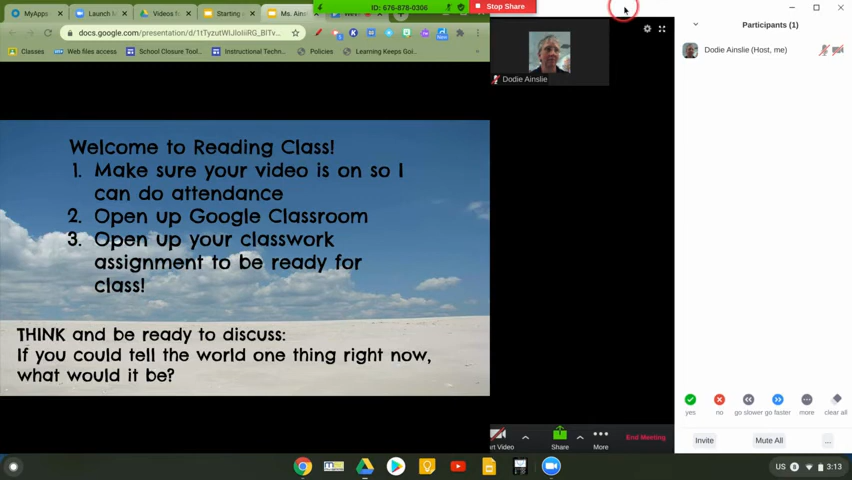 MyApps
Launch
Videos f
Starting
Ms. Ains
ID: 676-878-0306
Stop Share
docs.google.com/presentation/d/
Classes
Web files access
School Closure Tool...
Instructional Techn...
Policies
Learning Keeps Goi...
Welcome to Reading Class!
1. Make sure your video is on so I
can do attendance
2. Open up Google Classroom
3. Open up your classwork
assignment to be ready for
class!
THINK and be ready to discuss:
If you could tell the world one thing right now,
what would it be?
Dodie Ainslie
Participants (1)
Dodie Ainslie (Host, me)
yes
no
go slower
go faster
more
clear all
rt Video
Share
More
End Meeting
Invite
Mute All
...
US
3:13